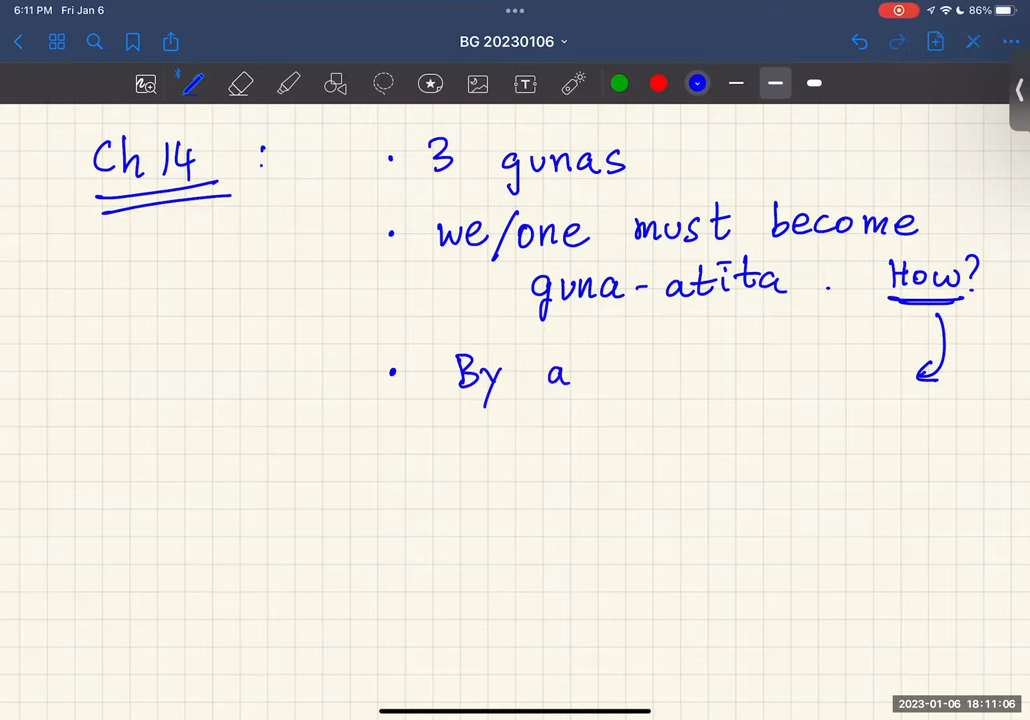 6:11 PM Fri Jan 6
86%
BG 20230106
T
Ch 14 : • 3 gunas
• we/one must become
guna-atīta. How?
• By a
2023-01-06 18:11:06